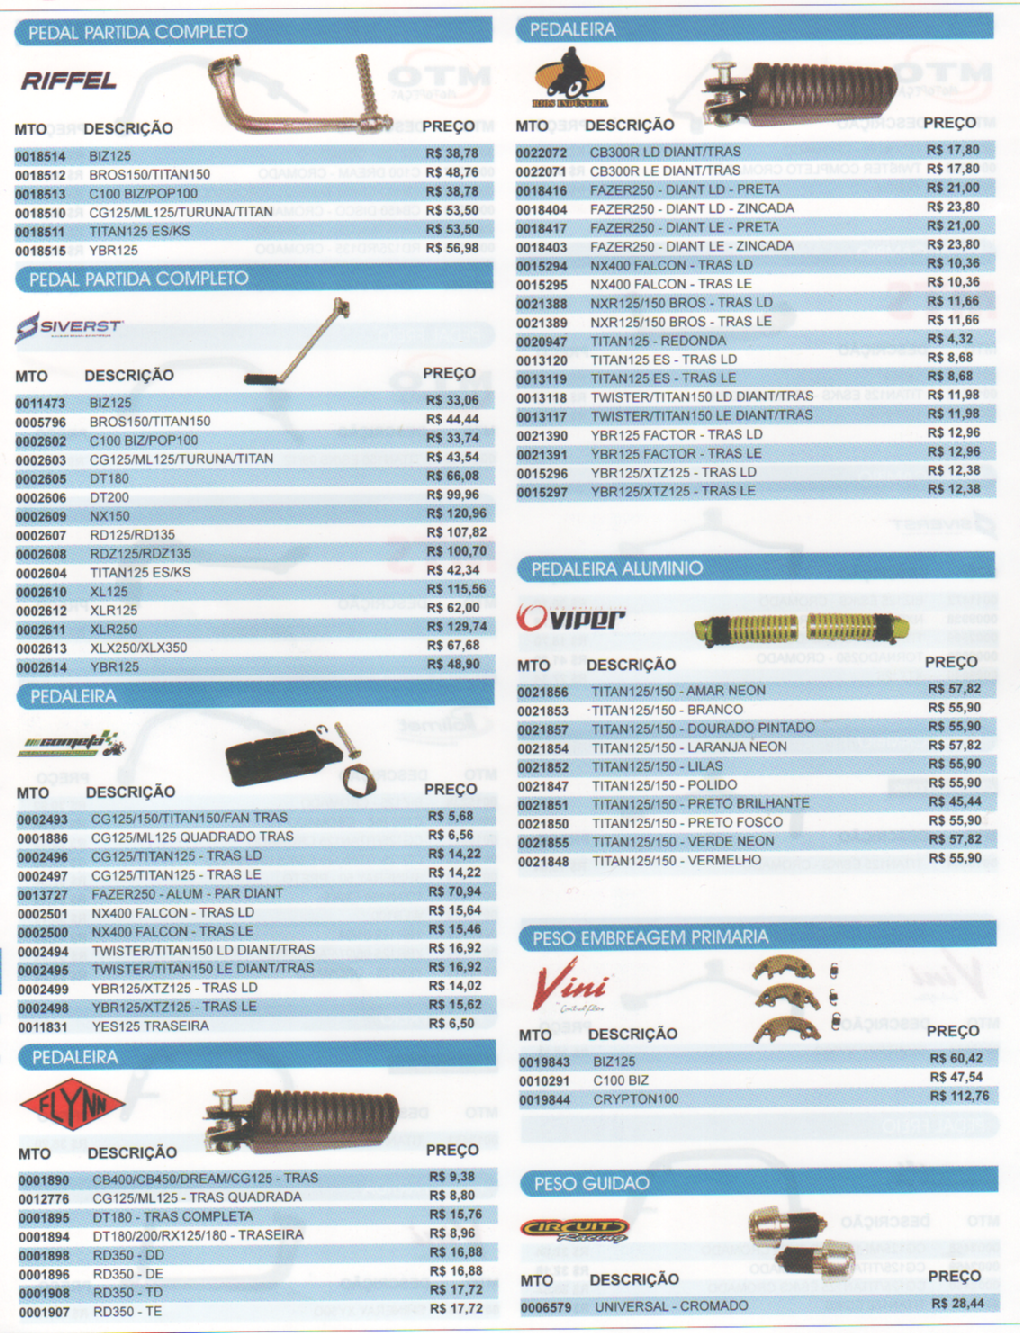 PEDAL PARTIDA COMPLETO
RIFFEL
MTO DESCRIÇÃO PREÇO
0018514 BIZ125 R$ 38,78
0018512 BROS150/TITAN150 R$ 48,76
0018513 C100 BIZ/POP100 R$ 38,78
0018510 CG125/ML125/TURUNA/TITAN R$ 53,50
0018511 TITAN125 ES/KS R$ 53,50
0018515 YBR125 R$ 56,98
PEDAL PARTIDA COMPLETO
SIVERST
MTO DESCRIÇÃO PREÇO
0011473 BIZ125 R$ 33,06
0005796 BROS150/TITAN150 R$ 44,44
0002602 C100 BIZ/POP100 R$ 33,74
0002603 CG125/ML125/TURUNA/TITAN R$ 43,54
0002605 DT180 R$ 66,08
0002606 DT200 R$ 99,96
0002609 NX150 R$ 120,96
0002607 RD125/RD135 R$ 107,82
0002608 RDZ125/RDZ135 R$ 100,70
0002604 TITAN125 ES/KS R$ 42,34
0002610 XL125 R$ 115,56
0002612 XLR125 R$ 62,00
0002611 XLR250 R$ 129,74
0002613 XLX250/XLX350 R$ 67,68
0002614 YBR125 R$ 48,90
PEDALEIRA
cometa
MTO DESCRIÇÃO PREÇO
0002493 CG125/150/TITAN150/FAN TRAS R$ 5,68
0001886 CG125/ML125 QUADRADO TRAS R$ 6,56
0002496 CG125/TITAN125 - TRAS LD R$ 14,22
0002497 CG125/TITAN125 - TRAS LE R$ 14,22
0013727 FAZER250 - ALUM - PAR DIANT R$ 70,94
0002501 NX400 FALCON - TRAS LD R$ 15,64
0002500 NX400 FALCON - TRAS LE R$ 15,46
0002494 TWISTER/TITAN150 LD DIANT/TRAS R$ 16,92
0002495 TWISTER/TITAN150 LE DIANT/TRAS R$ 16,92
0002499 YBR125/XTZ125 - TRAS LD R$ 14,02
0002498 YBR125/XTZ125 - TRAS LE R$ 15,62
0011831 YES125 TRASEIRA R$ 6,50
PEDALEIRA
FLYNN
MTO DESCRIÇÃO PREÇO
0001890 CB400/CB450/DREAM/CG125 - TRAS R$ 9,38
0012776 CG125/ML125 - TRAS QUADRADA R$ 8,80
0001895 DT180 - TRAS COMPLETA R$ 15,76
0001894 DT180/200/RX125/180 - TRASEIRA R$ 8,96
0001898 RD350 - DD R$ 16,88
0001896 RD350 - DE R$ 16,88
0001908 RD350 - TD R$ 17,72
0001907 RD350 - TE R$ 17,72
PEDALEIRA
RIOS INDÚSTRIA
MTO DESCRIÇÃO PREÇO
0022072 CB300R LD DIANT/TRAS R$ 17,80
0022071 CB300R LE DIANT/TRAS R$ 17,80
0018416 FAZER250 - DIANT LD - PRETA R$ 21,00
0018404 FAZER250 - DIANT LD - ZINCADA R$ 23,80
0018417 FAZER250 - DIANT LE - PRETA R$ 21,00
0018403 FAZER250 - DIANT LE - ZINCADA R$ 23,80
0015294 NX400 FALCON - TRAS LD R$ 10,36
0015295 NX400 FALCON - TRAS LE R$ 10,36
0021388 NXR125/150 BROS - TRAS LD R$ 11,66
0021389 NXR125/150 BROS - TRAS LE R$ 11,66
0020947 TITAN125 - REDONDA R$ 4,32
0013120 TITAN125 ES - TRAS LD R$ 8,68
0013119 TITAN125 ES - TRAS LE R$ 8,68
0013118 TWISTER/TITAN150 LD DIANT/TRAS R$ 11,98
0013117 TWISTER/TITAN150 LE DIANT/TRAS R$ 11,98
0021390 YBR125 FACTOR - TRAS LD R$ 12,96
0021391 YBR125 FACTOR - TRAS LE R$ 12,96
0015296 YBR125/XTZ125 - TRAS LD R$ 12,38
0015297 YBR125/XTZ125 - TRAS LE R$ 12,38
PEDALEIRA ALUMINIO
VIPER
MTO DESCRIÇÃO PREÇO
0021856 TITAN125/150 - AMAR NEON R$ 57,82
0021853 TITAN125/150 - BRANCO R$ 55,90
0021857 TITAN125/150 - DOURADO PINTADO R$ 55,90
0021854 TITAN125/150 - LARANJA NEON R$ 57,82
0021852 TITAN125/150 - LILAS R$ 55,90
0021847 TITAN125/150 - POLIDO R$ 55,90
0021851 TITAN125/150 - PRETO BRILHANTE R$ 45,44
0021850 TITAN125/150 - PRETO FOSCO R$ 55,90
0021855 TITAN125/150 - VERDE NEON R$ 57,82
0021848 TITAN125/150 - VERMELHO R$ 55,90
PESO EMBREAGEM PRIMARIA
Vini
MTO DESCRIÇÃO PREÇO
0019843 BIZ125 R$ 60,42
0010291 C100 BIZ R$ 47,54
0019844 CRYPTON100 R$ 112,76
PESO GUIDAO
CIRCUIT
Racing
MTO DESCRIÇÃO PREÇO
0006579 UNIVERSAL - CROMADO R$ 28,44